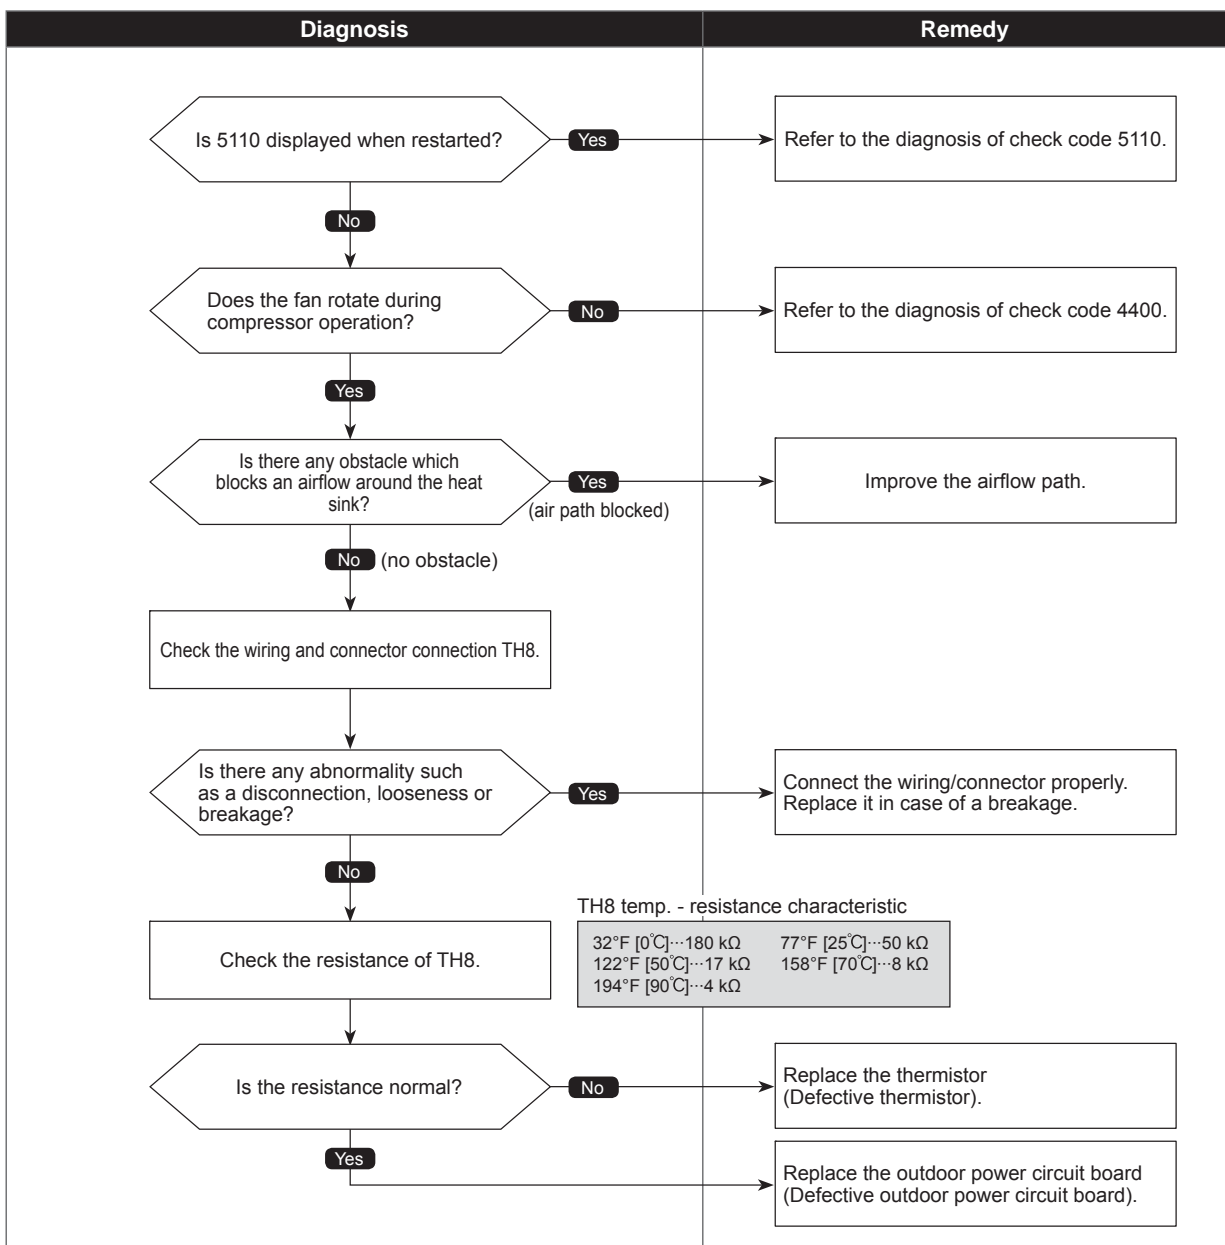 Diagnosis
Remedy
Is 5110 displayed when restarted?
Yes
Refer to the diagnosis of check code 5110.
No
Does the fan rotate during
compressor operation?
No
Refer to the diagnosis of check code 4400.
Yes
Is there any obstacle which
blocks an airflow around the heat
sink?
Yes
(air path blocked)
Improve the airflow path.
No (no obstacle)
Check the wiring and connector connection TH8.
Is there any abnormality such
as a disconnection, looseness or
breakage?
Yes
Connect the wiring/connector properly.
Replace it in case of a breakage.
No
TH8 temp. - resistance characteristic
32°F [0℃]···180 kΩ 77°F [25℃]···50 kΩ
122°F [50℃]···17 kΩ 158°F [70℃]···8 kΩ
194°F [90℃]···4 kΩ
Check the resistance of TH8.
Is the resistance normal?
No
Replace the thermistor
(Defective thermistor).
Yes
Replace the outdoor power circuit board
(Defective outdoor power circuit board).